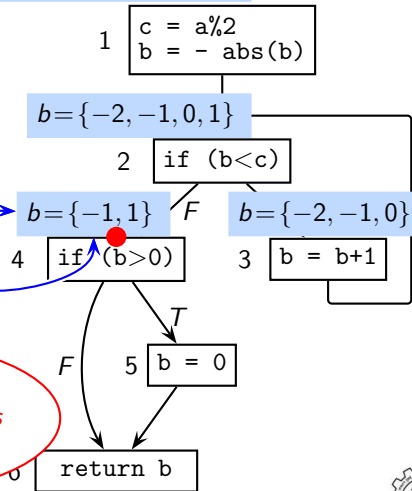 1
c = a%2
b = - abs(b)
b={−2,−1,0,1}
2
if (b<c)
b={−1,1}
F
b={−2,−1,0}
4
if (b>0)
3
b = b+1
T
F
5
b = 0
s
return b